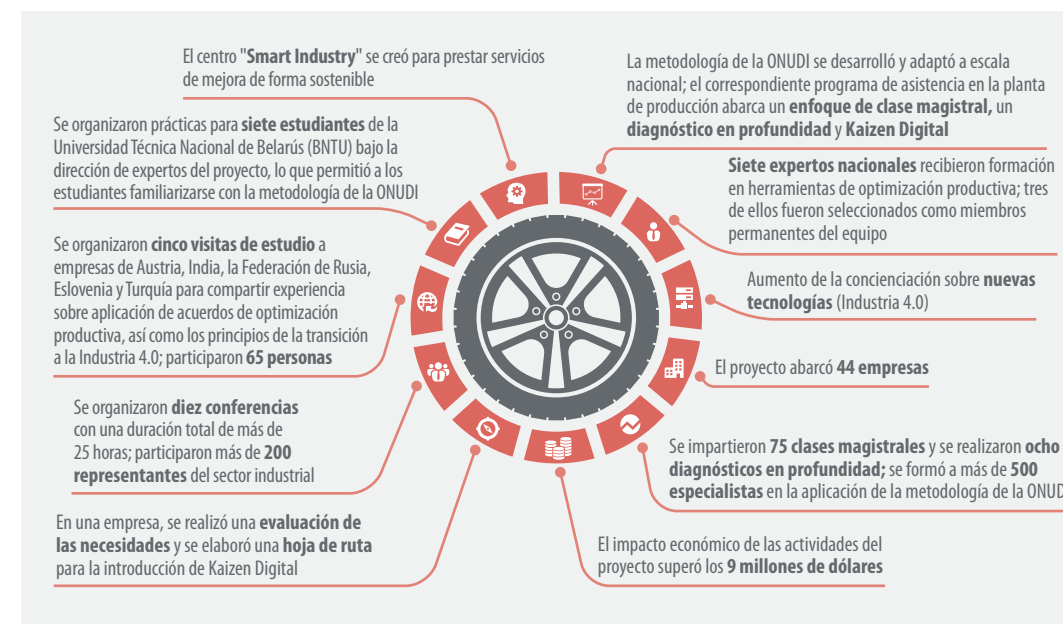 El centro "Smart Industry" se creó para prestar servicios
de mejora de forma sostenible
Se organizaron prácticas para siete estudiantes de la
Universidad Técnica Nacional de Belarús (BNTU) bajo la
dirección de expertos del proyecto, lo que permitió a los
estudiantes familiarizarse con la metodología de la ONUDI
Se organizaron cinco visitas de estudio a
empresas de Austria, India, la Federación de Rusia,
Eslovenia y Turquía para compartir experiencia
sobre aplicación de acuerdos de optimización
productiva, así como los principios de la transición
a la Industria 4.0; participaron 65 personas
Se organizaron diez conferencias
con una duración total de más de
25 horas; participaron más de 200
representantes del sector industrial
En una empresa, se realizó una evaluación de
las necesidades y se elaboró una hoja de ruta
para la introducción de Kaizen Digital
La metodología de la ONUDI se desarrolló y adaptó a escala
nacional; el correspondiente programa de asistencia en la planta
de producción abarca un enfoque de clase magistral, un
diagnóstico en profundidad y Kaizen Digital
Siete expertos nacionales recibieron formación
en herramientas de optimización productiva; tres
de ellos fueron seleccionados como miembros
permanentes del equipo
Aumento de la concienciación sobre nuevas
tecnologías (Industria 4.0)
El proyecto abarcó 44 empresas
Se impartieron 75 clases magistrales y se realizaron ocho
diagnósticos en profundidad; se formó a más de 500
especialistas en la aplicación de la metodología de la ONUD
El impacto económico de las actividades del
proyecto superó los 9 millones de dólares